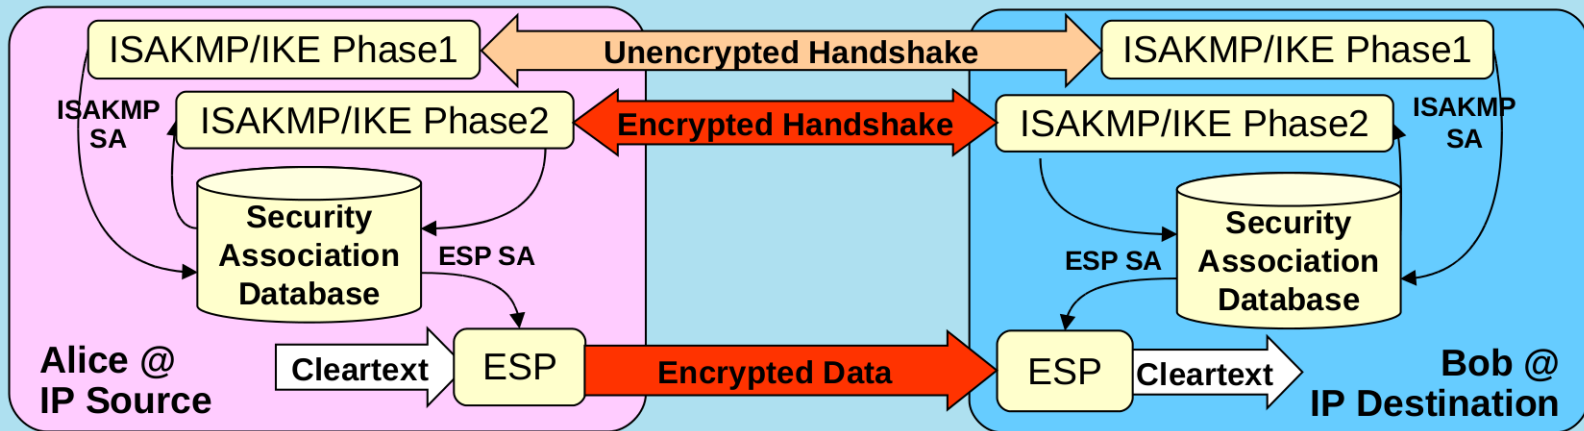 ISAKMP/IKE Phase1
Unencrypted Handshake
ISAKMP/IKE Phase1
ISAKMP
SA
ISAKMP/IKE Phase2
Encrypted Handshake
ISAKMP/IKE Phase2
ISAKMP
SA
Security
Association
Database
ESP SA
Security
Association
Database
ESP SA
Alice @
IP Source
Cleartext
ESP
Encrypted Data
ESP
Cleartext
Bob @
IP Destination